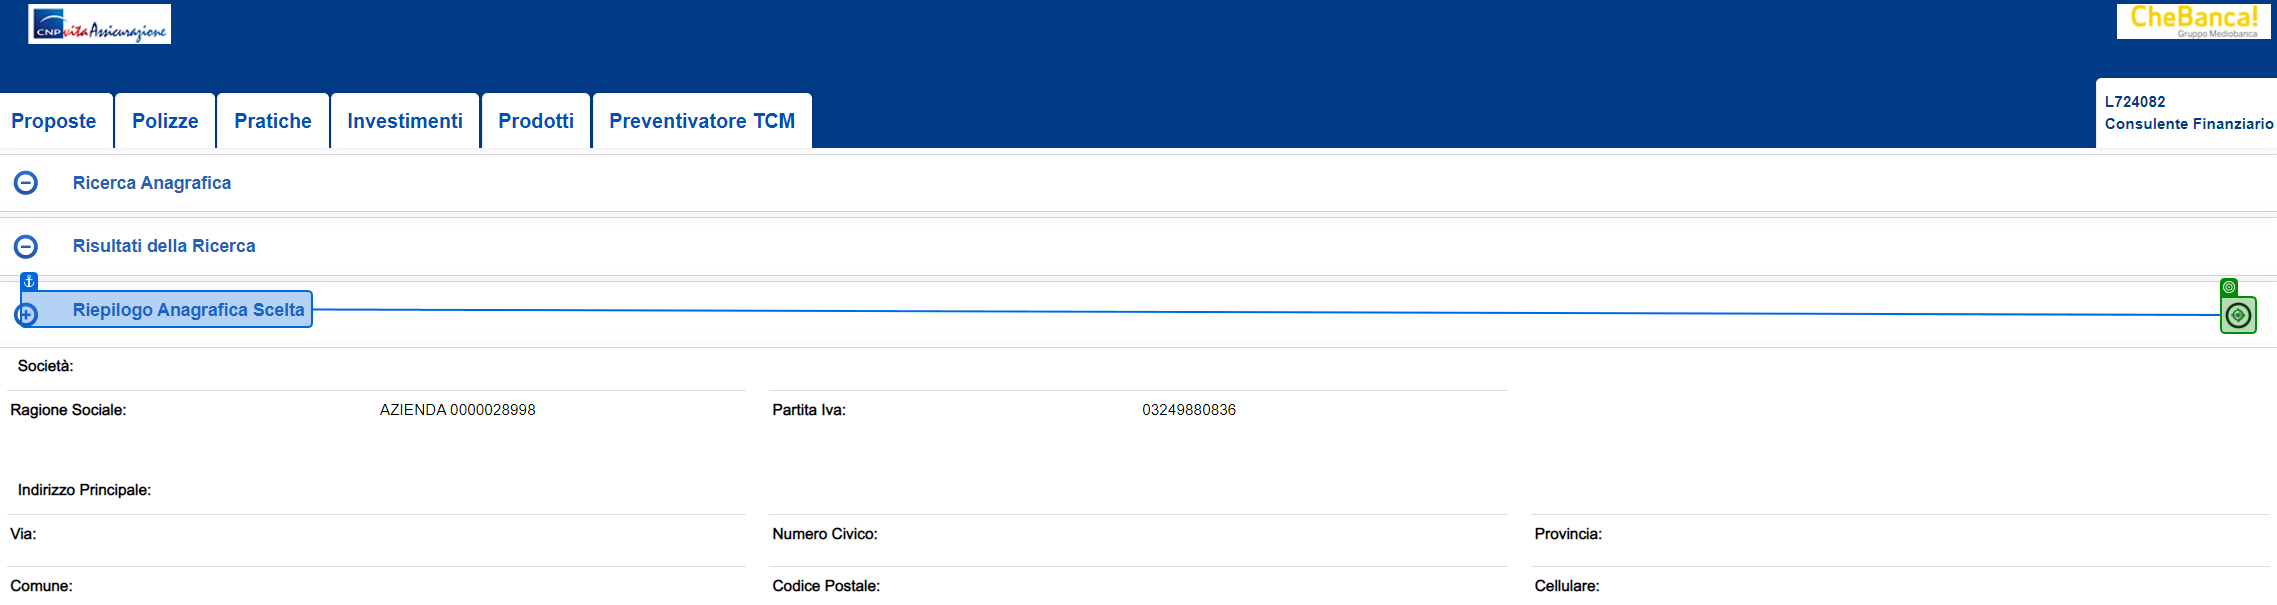 CNP vita Assicurazione
CheBanca!
Gruppo Mediobanca
Proposte
Polizze
Pratiche
Investimenti
Prodotti
Preventivatore TCM
L724082
Consulente Finanziario
Ricerca Anagrafica
Risultati della Ricerca
Riepilogo Anagrafica Scelta
Società:
Ragione Sociale: AZIENDA 0000028998 Partita Iva: 03249880836
Indirizzo Principale:
Via: Numero Civico: Provincia:
Comune: Codice Postale: Cellulare: